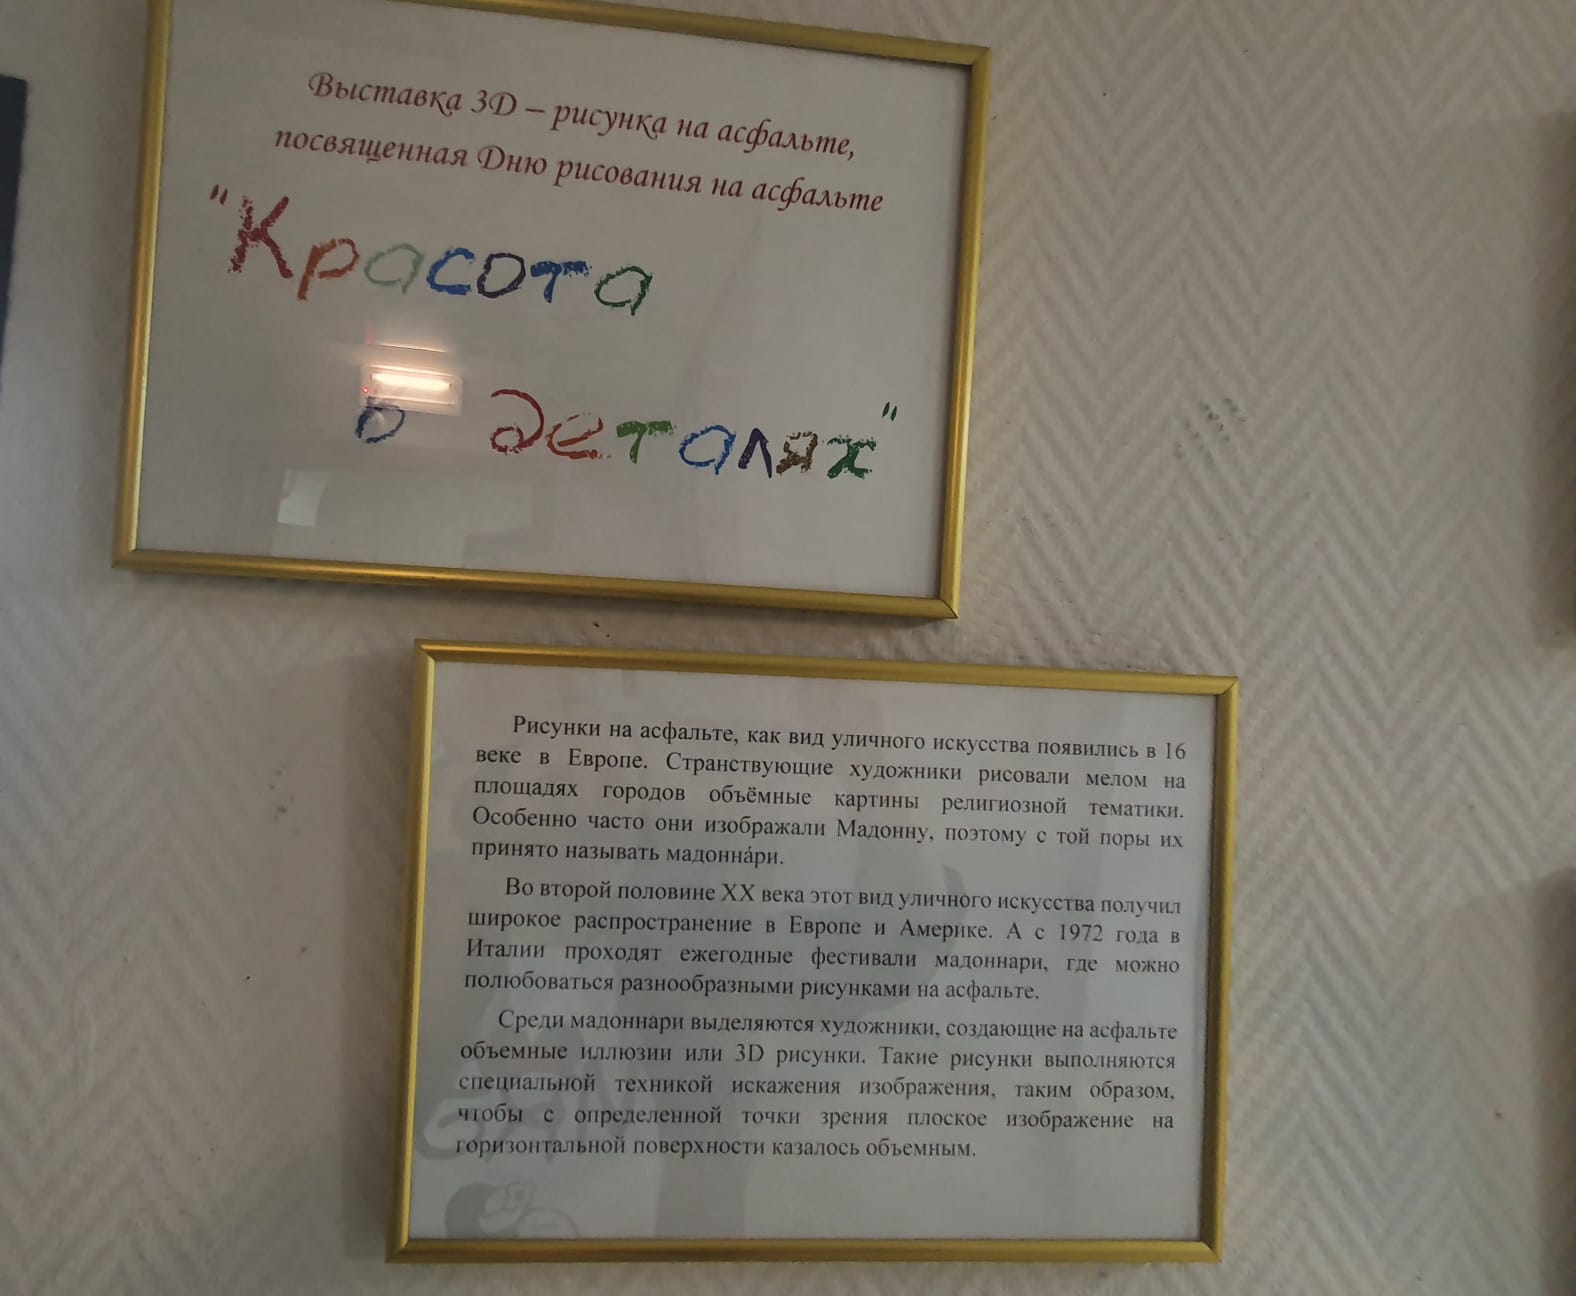 Выставка 3D – рисунка на асфальте,
посвященная Дню рисования на асфальте
"Красота
в деталях"
Рисунки на асфальте, как вид уличного искусства появились в 16
веке в Европе. Странствующие художники рисовали мелом на
площадях городов объёмные картины религиозной тематики.
Особенно часто они изображали Мадонну, поэтому с той поры их
принято называть мадонна́ри.
Во второй половине XX века этот вид уличного искусства получил
широкое распространение в Европе и Америке. А с 1972 года в
Италии проходят ежегодные фестивали мадоннари, где можно
полюбоваться разнообразными рисунками на асфальте.
Среди мадоннари выделяются художники, создающие на асфальте
объемные иллюзии или 3D рисунки. Такие рисунки выполняются
специальной техникой искажения изображения, таким образом,
чтобы с определенной точки зрения плоское изображение на
горизонтальной поверхности казалось объемным.